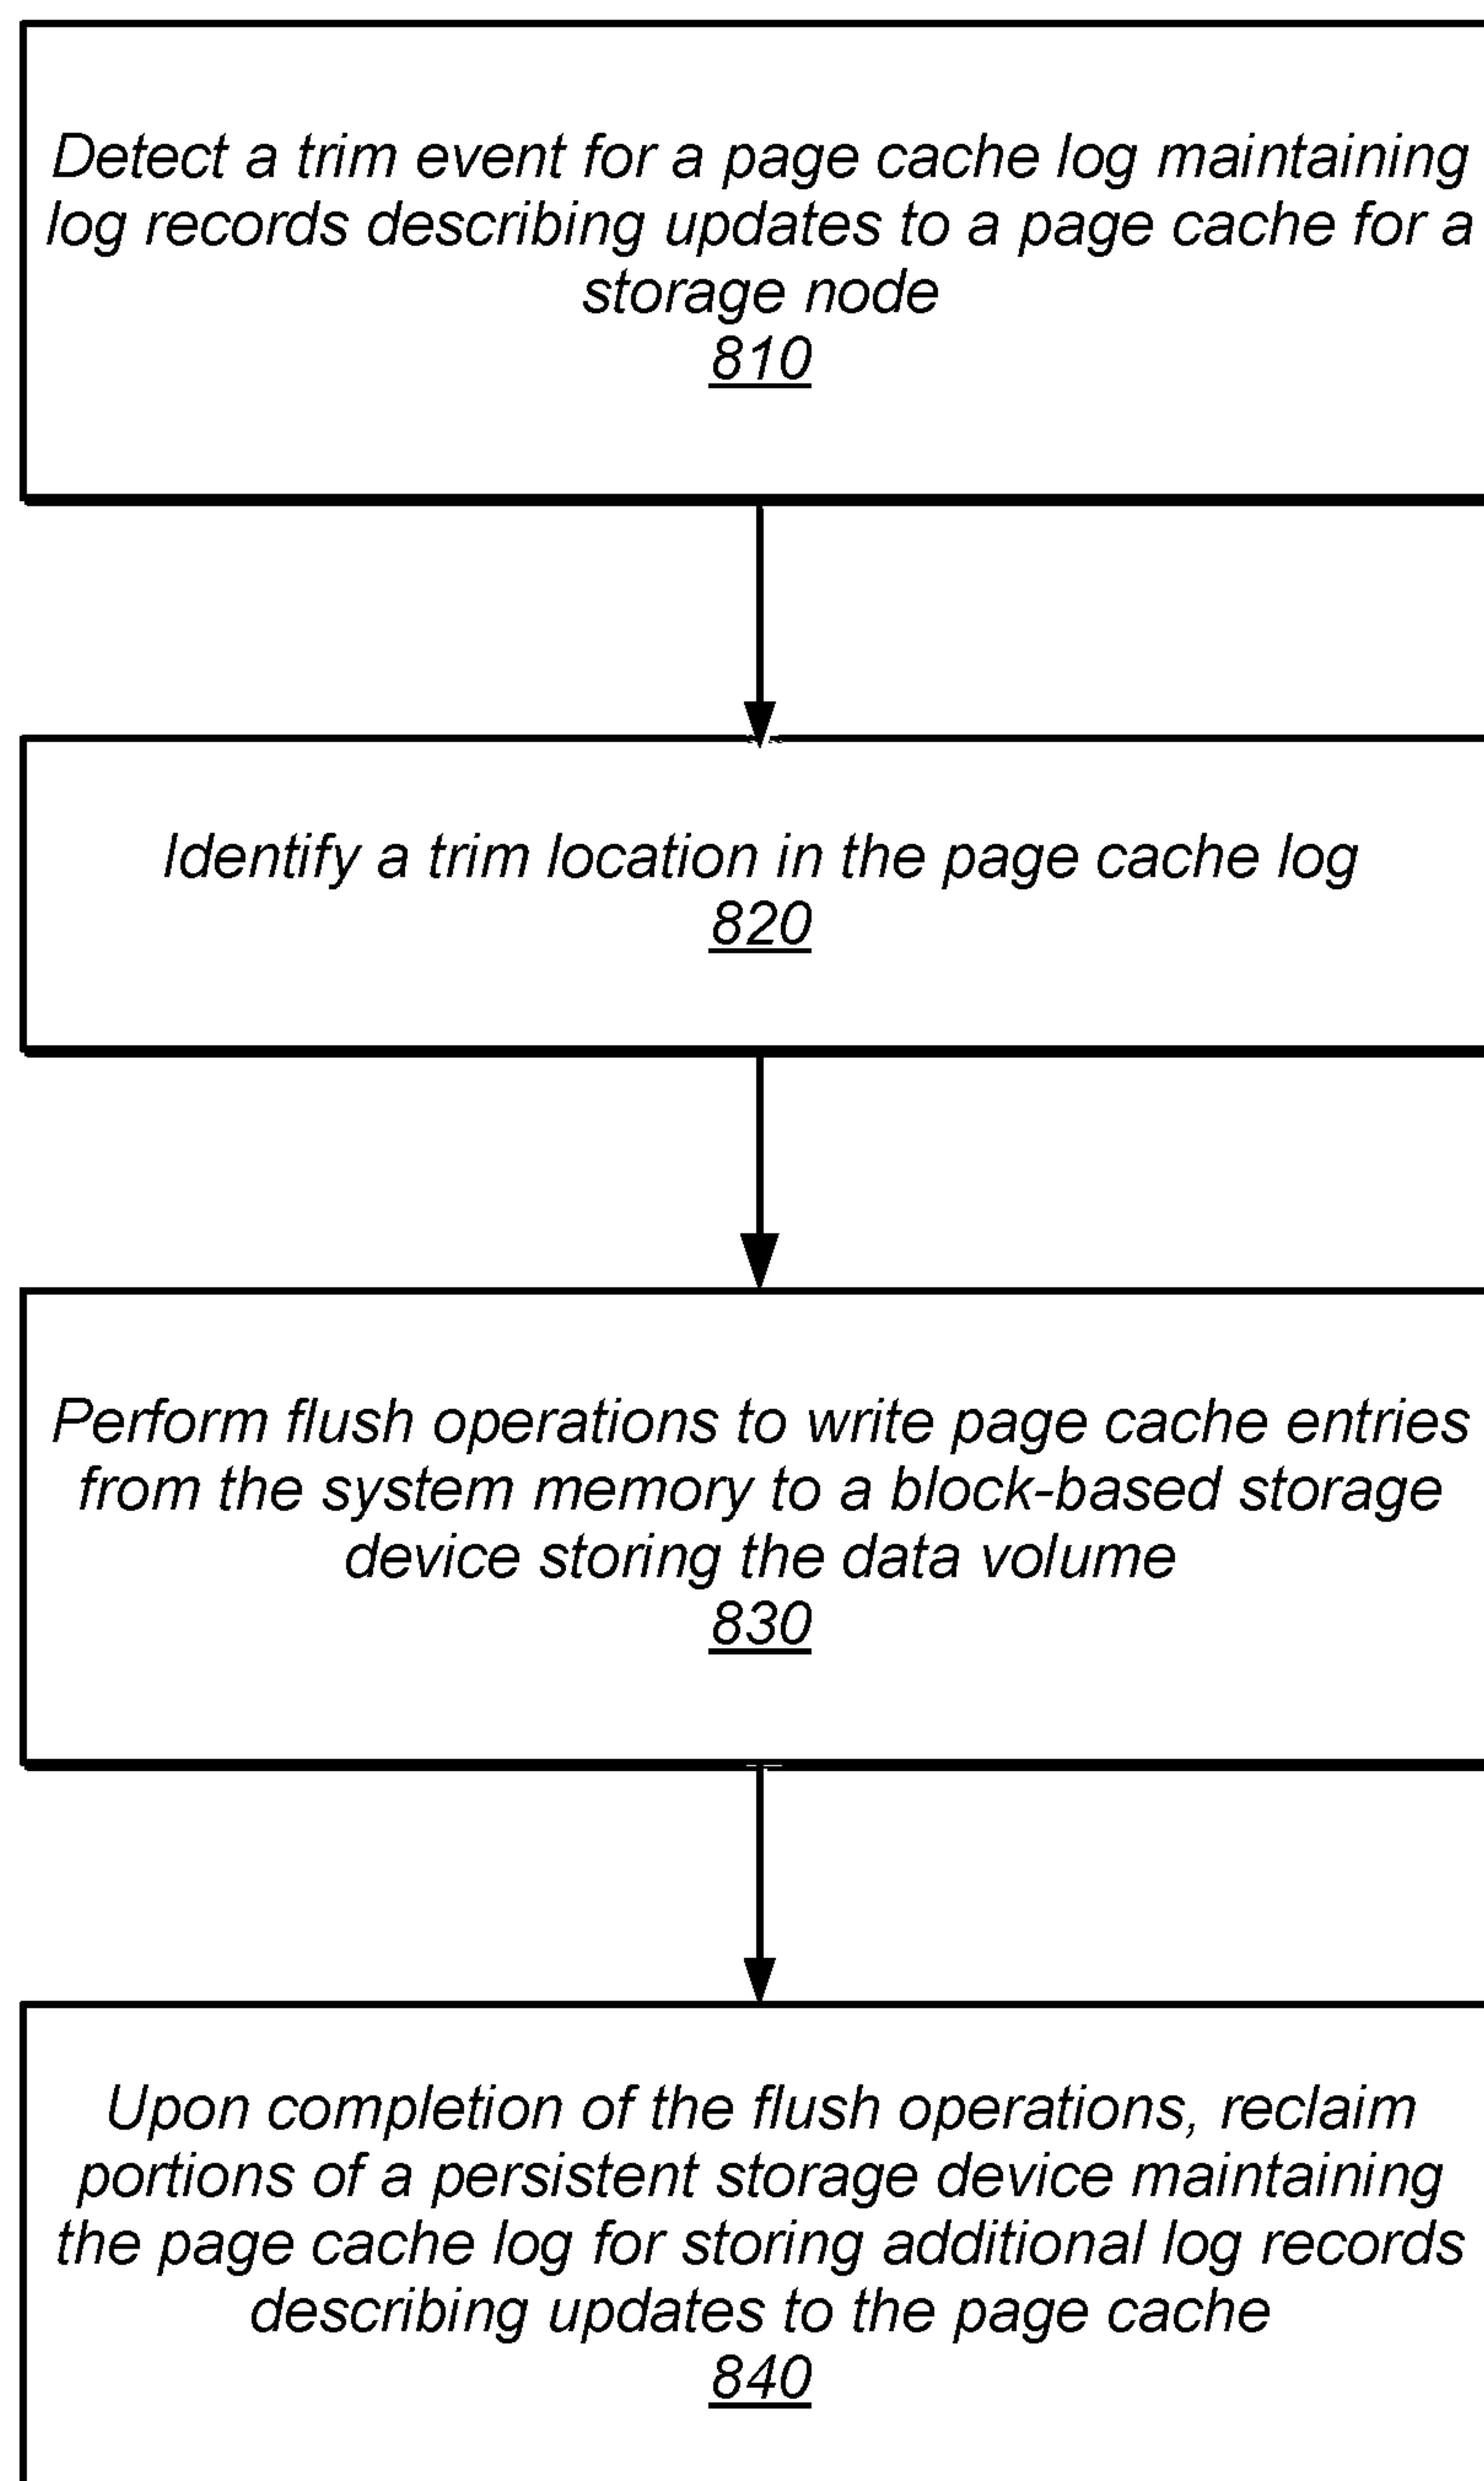 Detect a trim event for a page cache log maintaining
log records describing updates to a page cache for a
storage node
810
Identify a trim location in the page cache log
820
Perform flush operations to write page cache entries
from the system memory to a block-based storage
device storing the data volume
830
Upon completion of the flush operations, reclaim
portions of a persistent storage device maintaining
the page cache log for storing additional log records
describing updates to the page cache
840